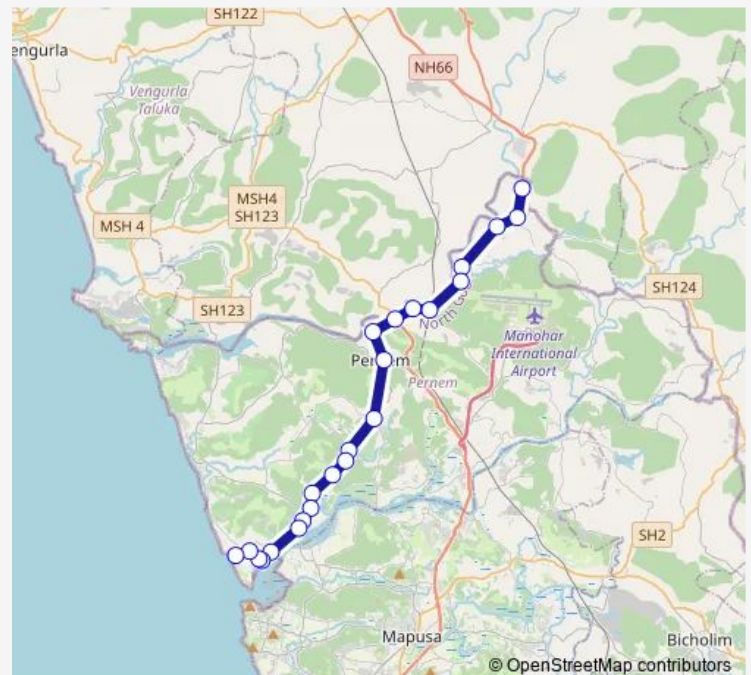 SH122
engurla
NH66
Vengurla
Taluka
MSH4
SH123
MSH 4
SH124
SH123
North Go
Manohar
International
Airport
Pernem
Pernem
SH2
Mapusa
Bicholim
© OpenStreetMap contributors